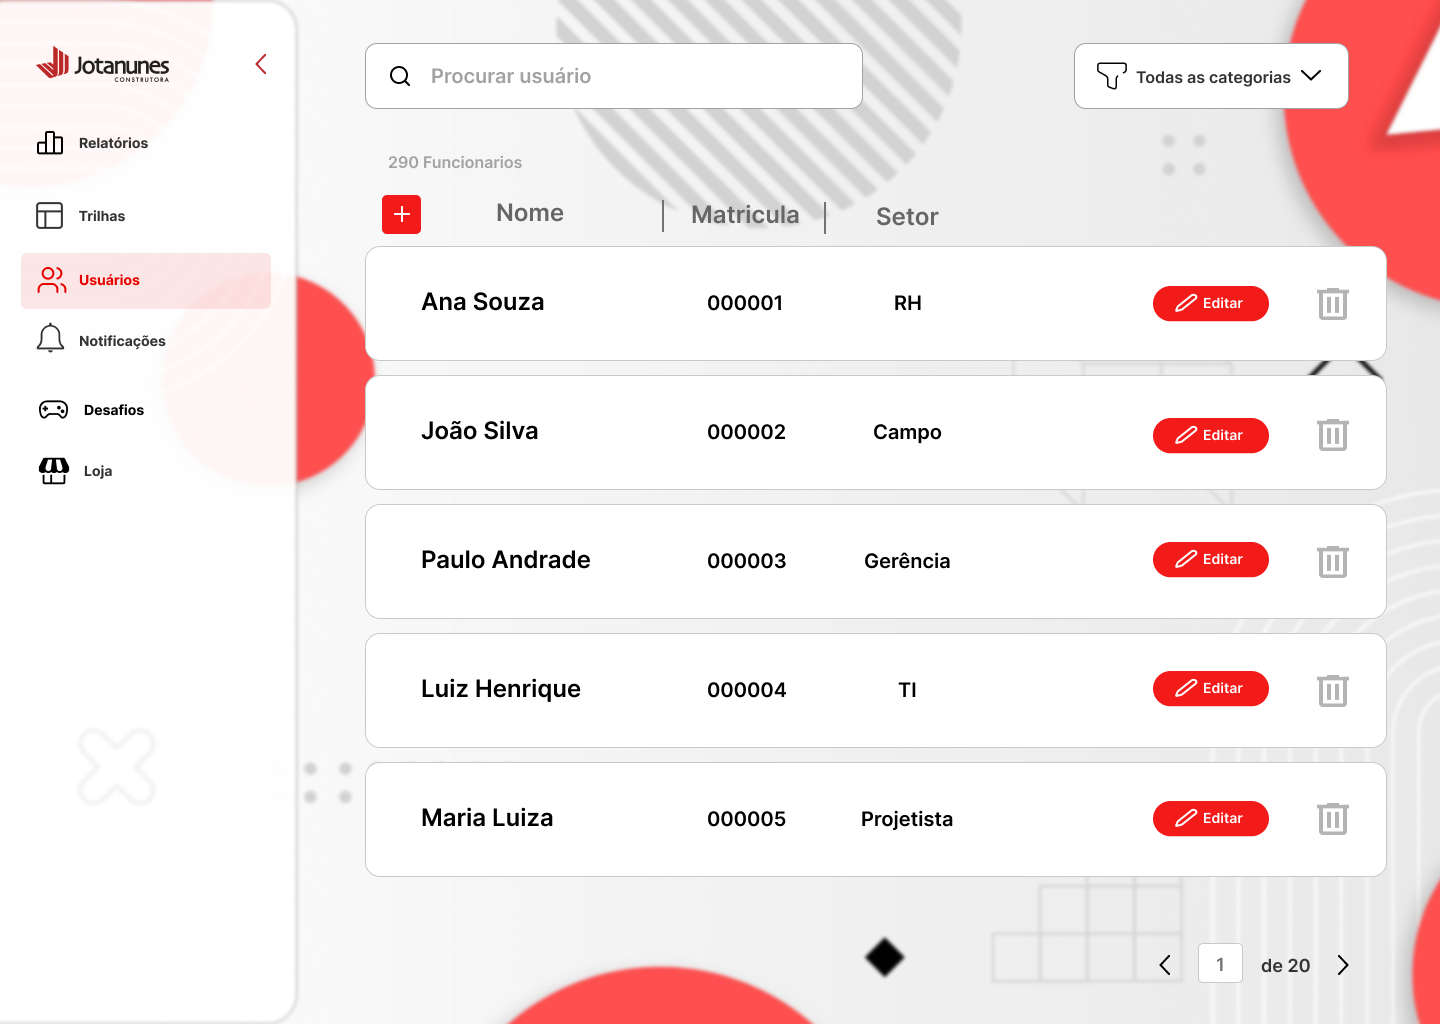 Jotanunes
CONSTRUTORA
Relatórios
Trilhas
Usuários
Notificações
Desafios
Loja
Procurar usuário
Todas as categorias
290 Funcionarios
Nome
Matricula
Setor
Ana Souza 000001 RH Editar
João Silva 000002 Campo Editar
Paulo Andrade 000003 Gerência Editar
Luiz Henrique 000004 TI Editar
Maria Luiza 000005 Projetista Editar
1 de 20